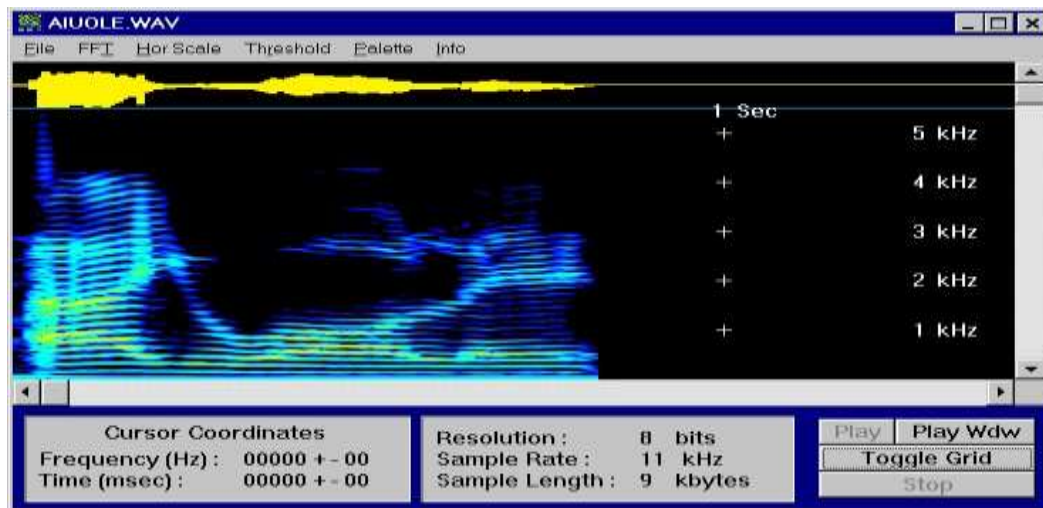 AIUOLE.WAV
File FFT Hor Scale Threshold Palette Info
1 Sec
5 kHz
4 kHz
3 kHz
2 kHz
1 kHz
Cursor Coordinates
Frequency (Hz) : 00000 +- 00
Time (msec) : 00000 +- 00
Resolution : 8 bits
Sample Rate : 11 kHz
Sample Length : 9 kbytes
Play Play Wdw
Toggle Grid
Stop